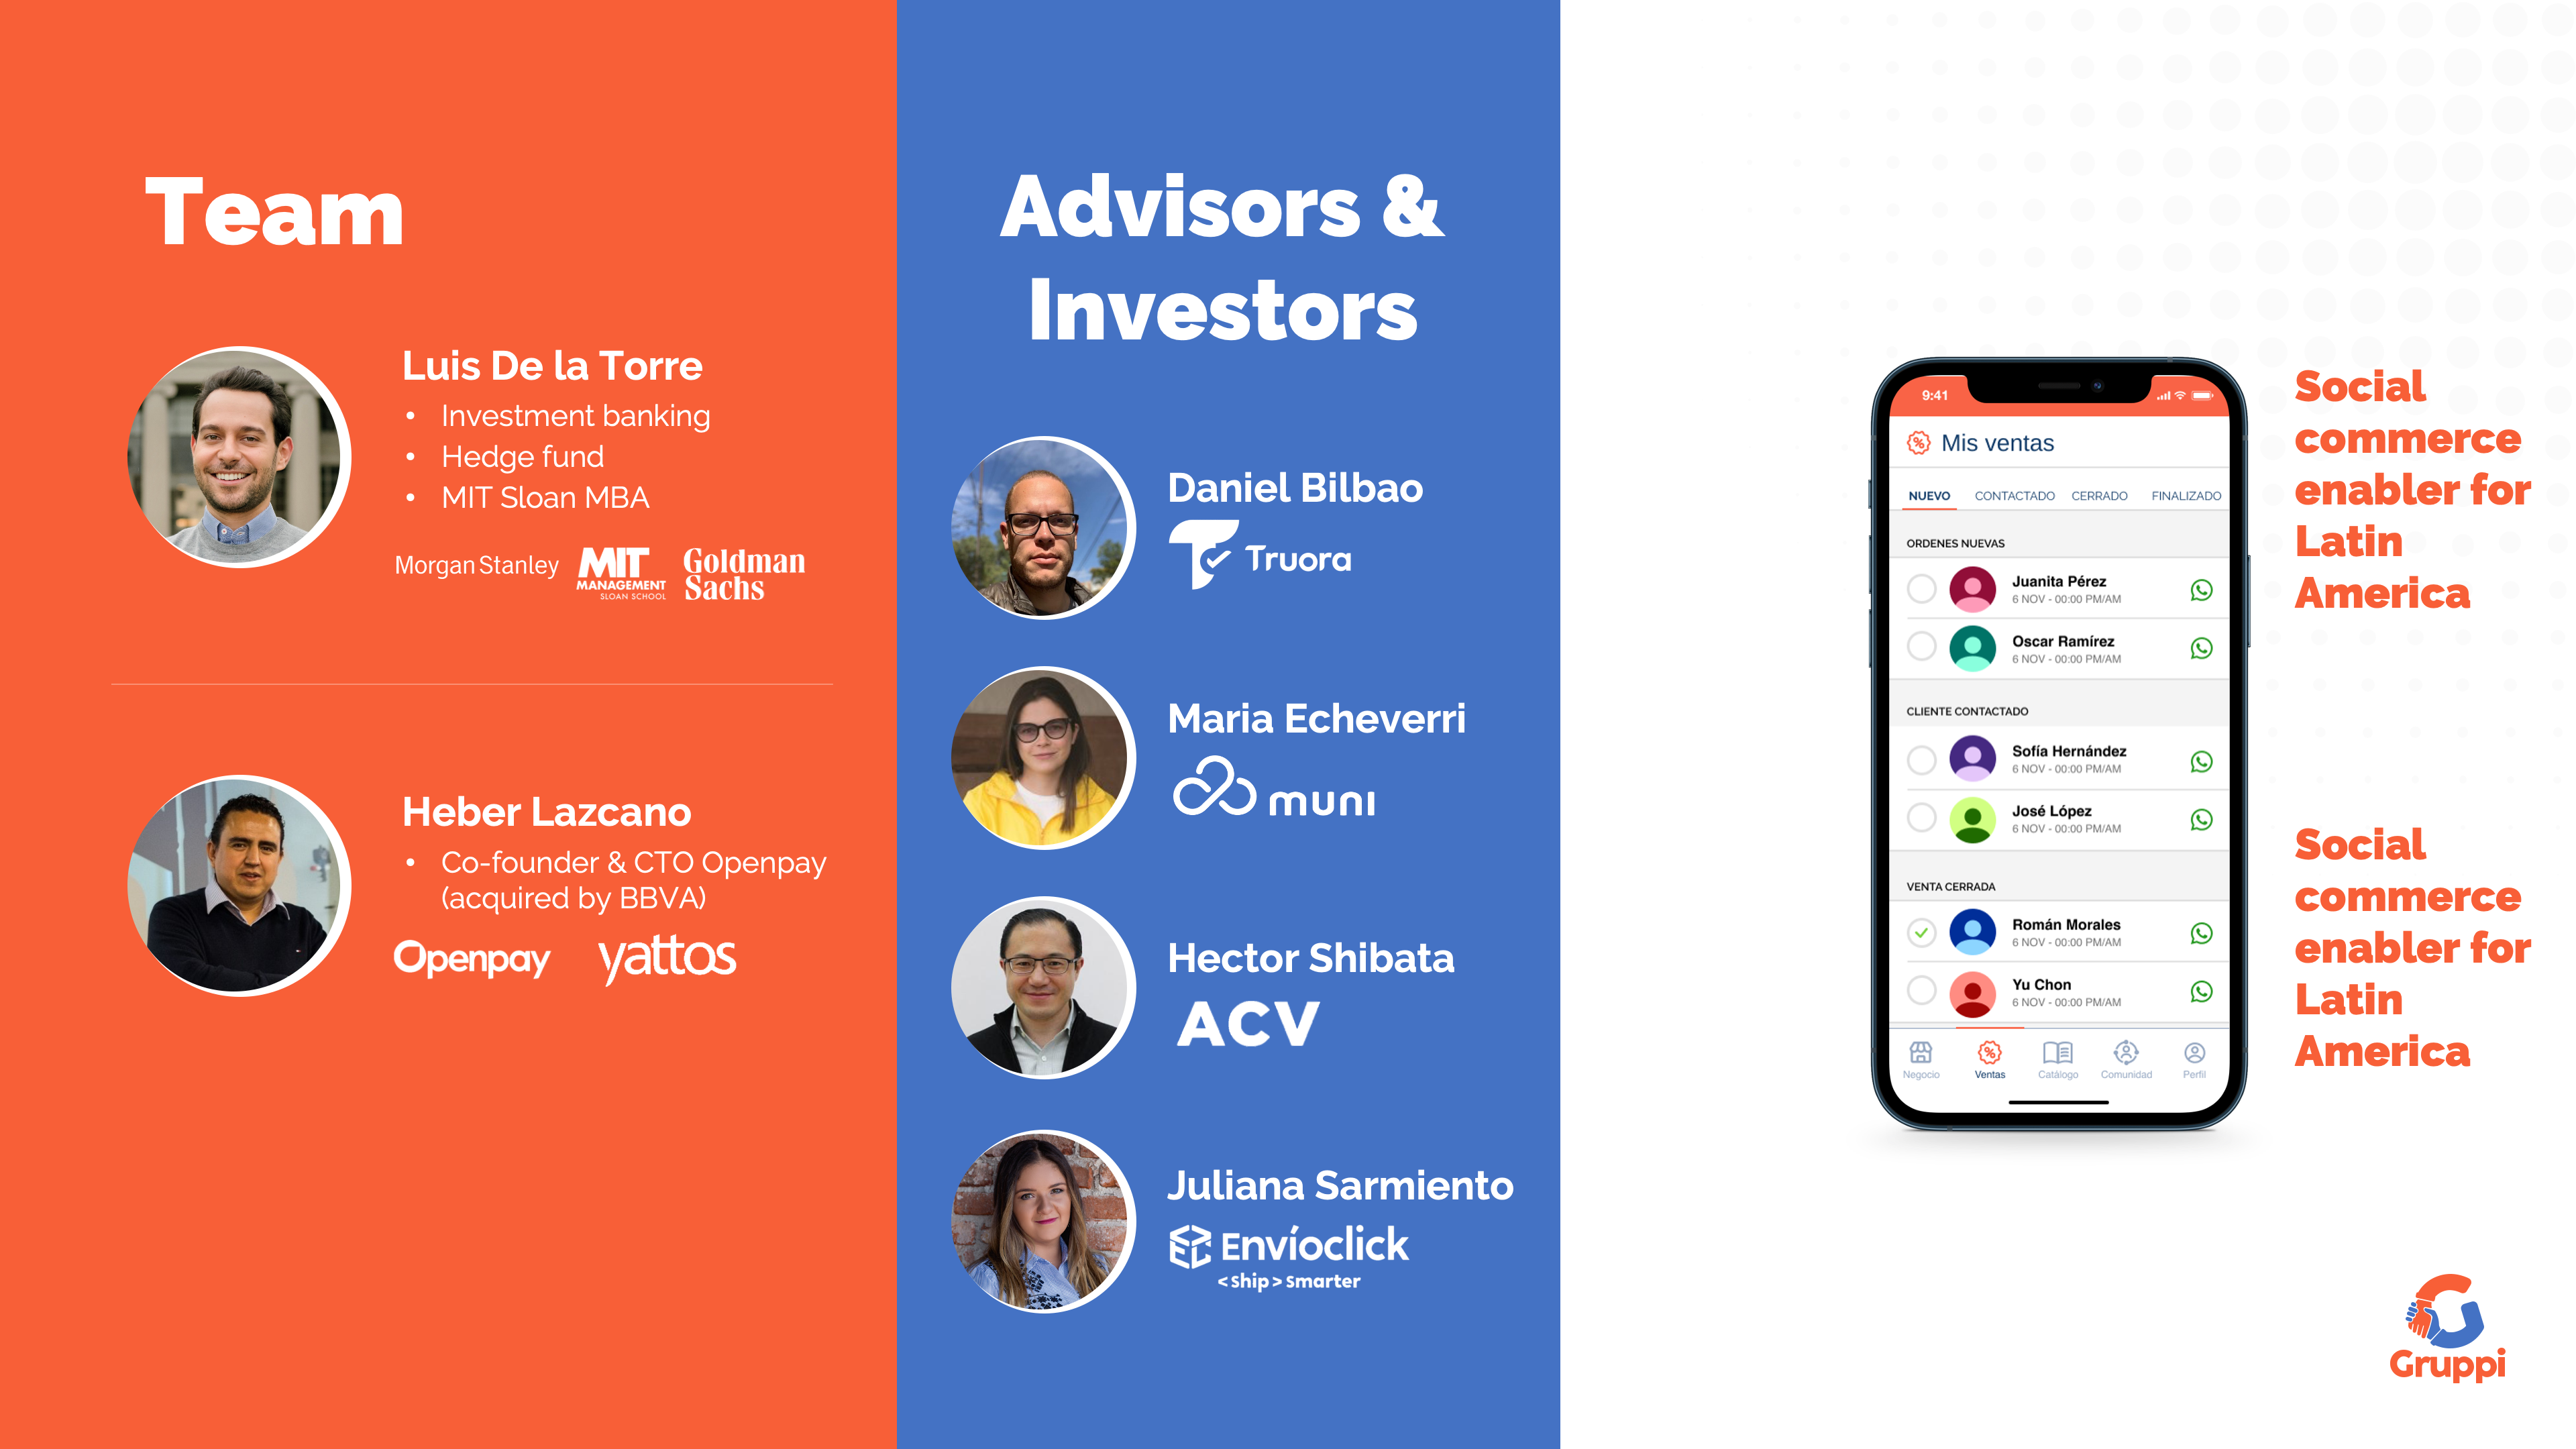 Team
Luis De la Torre
• Investment banking
• Hedge fund
• MIT Sloan MBA
Morgan Stanley
MIT
MANAGEMENT
SLOAN SCHOOL
Goldman
Sachs
Heber Lazcano
• Co-founder & CTO Openpay
(acquired by BBVA)
Openpay
yattos
Advisors &
Investors
Daniel Bilbao
Truora
Maria Echeverri
muni
Hector Shibata
ACV
Juliana Sarmiento
Envíoclick
<ship> smarter
9:41
Mis ventas
NUEVO CONTACTADO CERRADO FINALIZADO
ORDENES NUEVAS
Juanita Pérez
6 NOV - 00:00 PM/AM
Oscar Ramírez
6 NOV - 00:00 PM/AM
CLIENTE CONTACTADO
Sofía Hernández
6 NOV - 00:00 PM/AM
José López
6 NOV - 00:00 PM/AM
VENTA CERRADA
Román Morales
6 NOV - 00:00 PM/AM
Yu Chon
6 NOV - 00:00 PM/AM
Negocio Ventas Catálogo Comunidad Perfil
Social
commerce
enabler for
Latin
America
Social
commerce
enabler for
Latin
America
Gruppi